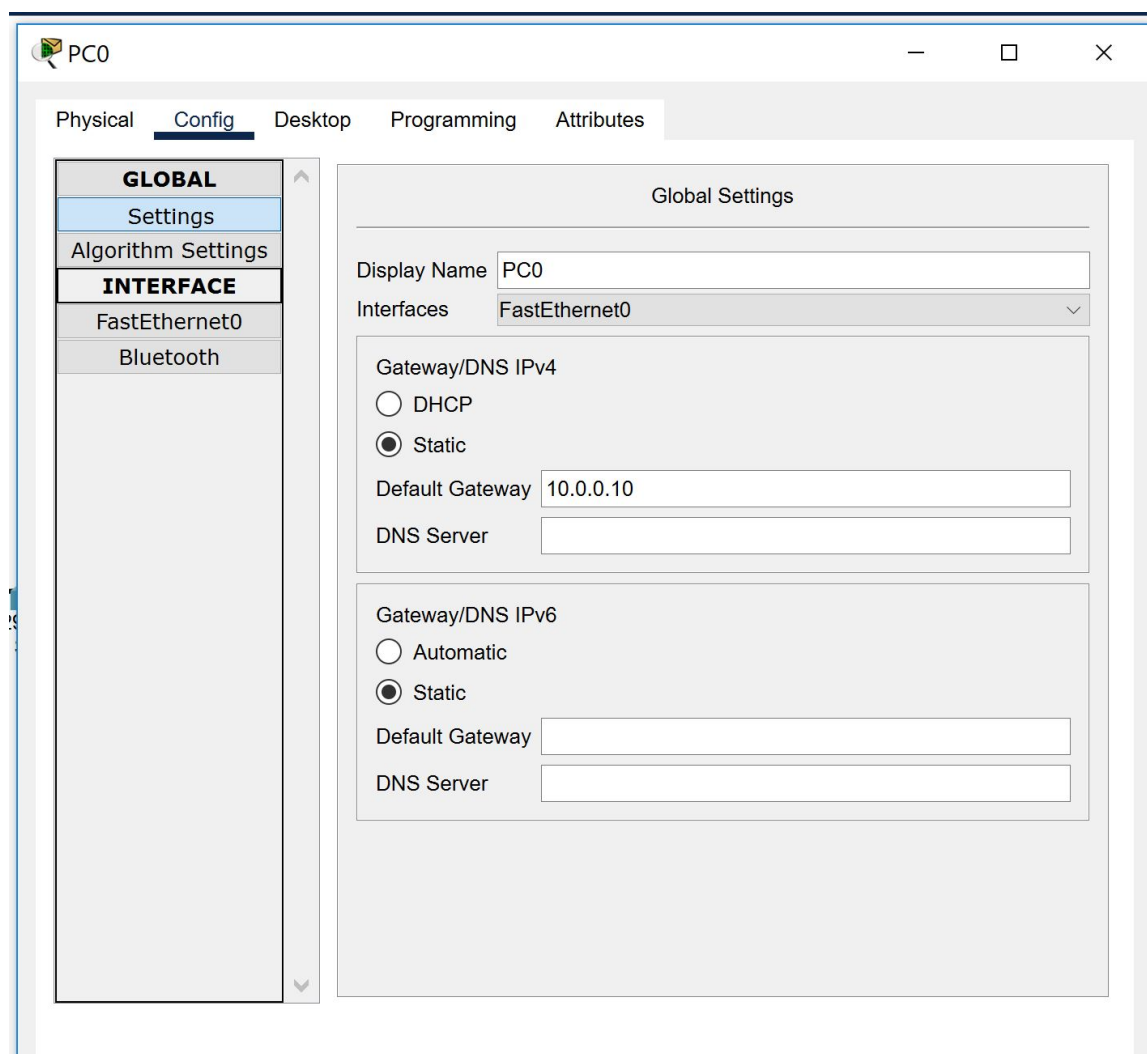 PC0
Physical Config Desktop Programming Attributes
GLOBAL
Settings
Algorithm Settings
INTERFACE
FastEthernet0
Bluetooth
Global Settings
Display Name PC0
Interfaces FastEthernet0
Gateway/DNS IPv4
DHCP
Static
Default Gateway 10.0.0.10
DNS Server
Gateway/DNS IPv6
Automatic
Static
Default Gateway
DNS Server